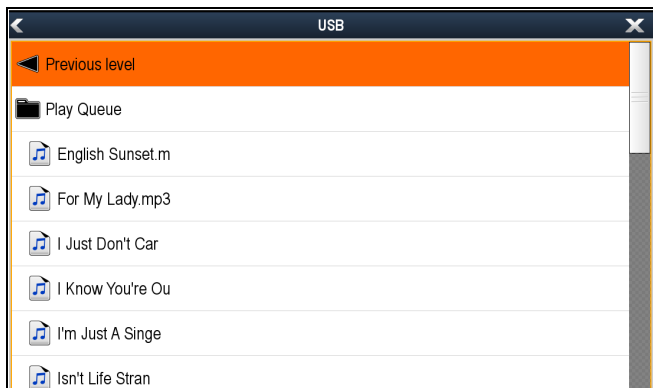 USB
Previous level
Play Queue
English Sunset.m
For My Lady.mp3
I Just Don't Car
I Know You're Ou
I'm Just A Singe
Isn't Life Stran